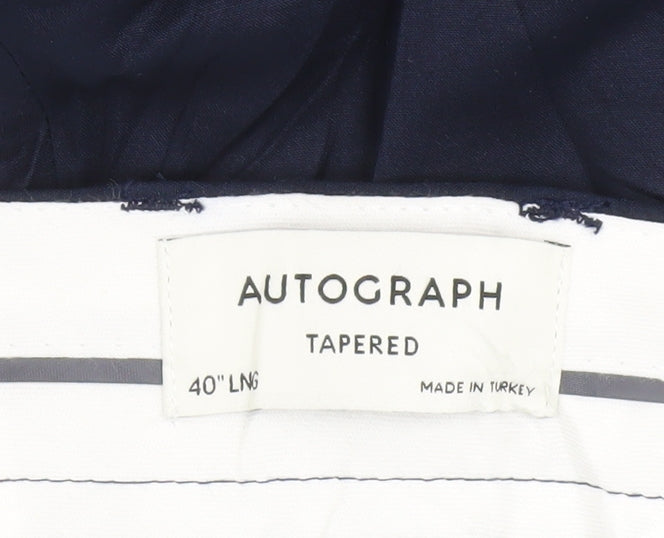 AUTOGRAPH
TAPERED
40" LNG
MADE IN TURKEY